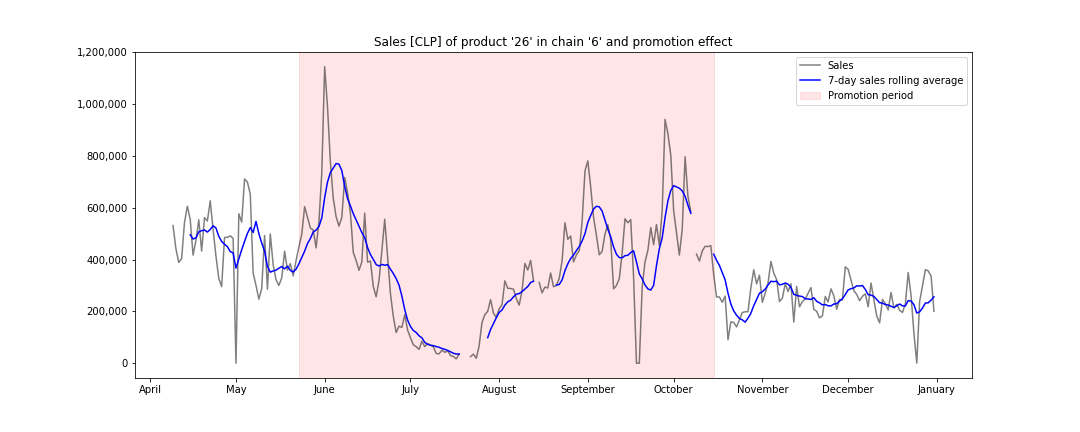 Sales [CLP] of product '26' in chain '6' and promotion effect
1,200,000
1,000,000
800,000
600,000
400,000
200,000
0
Sales
7-day sales rolling average
Promotion period
April May June July August September October November December January